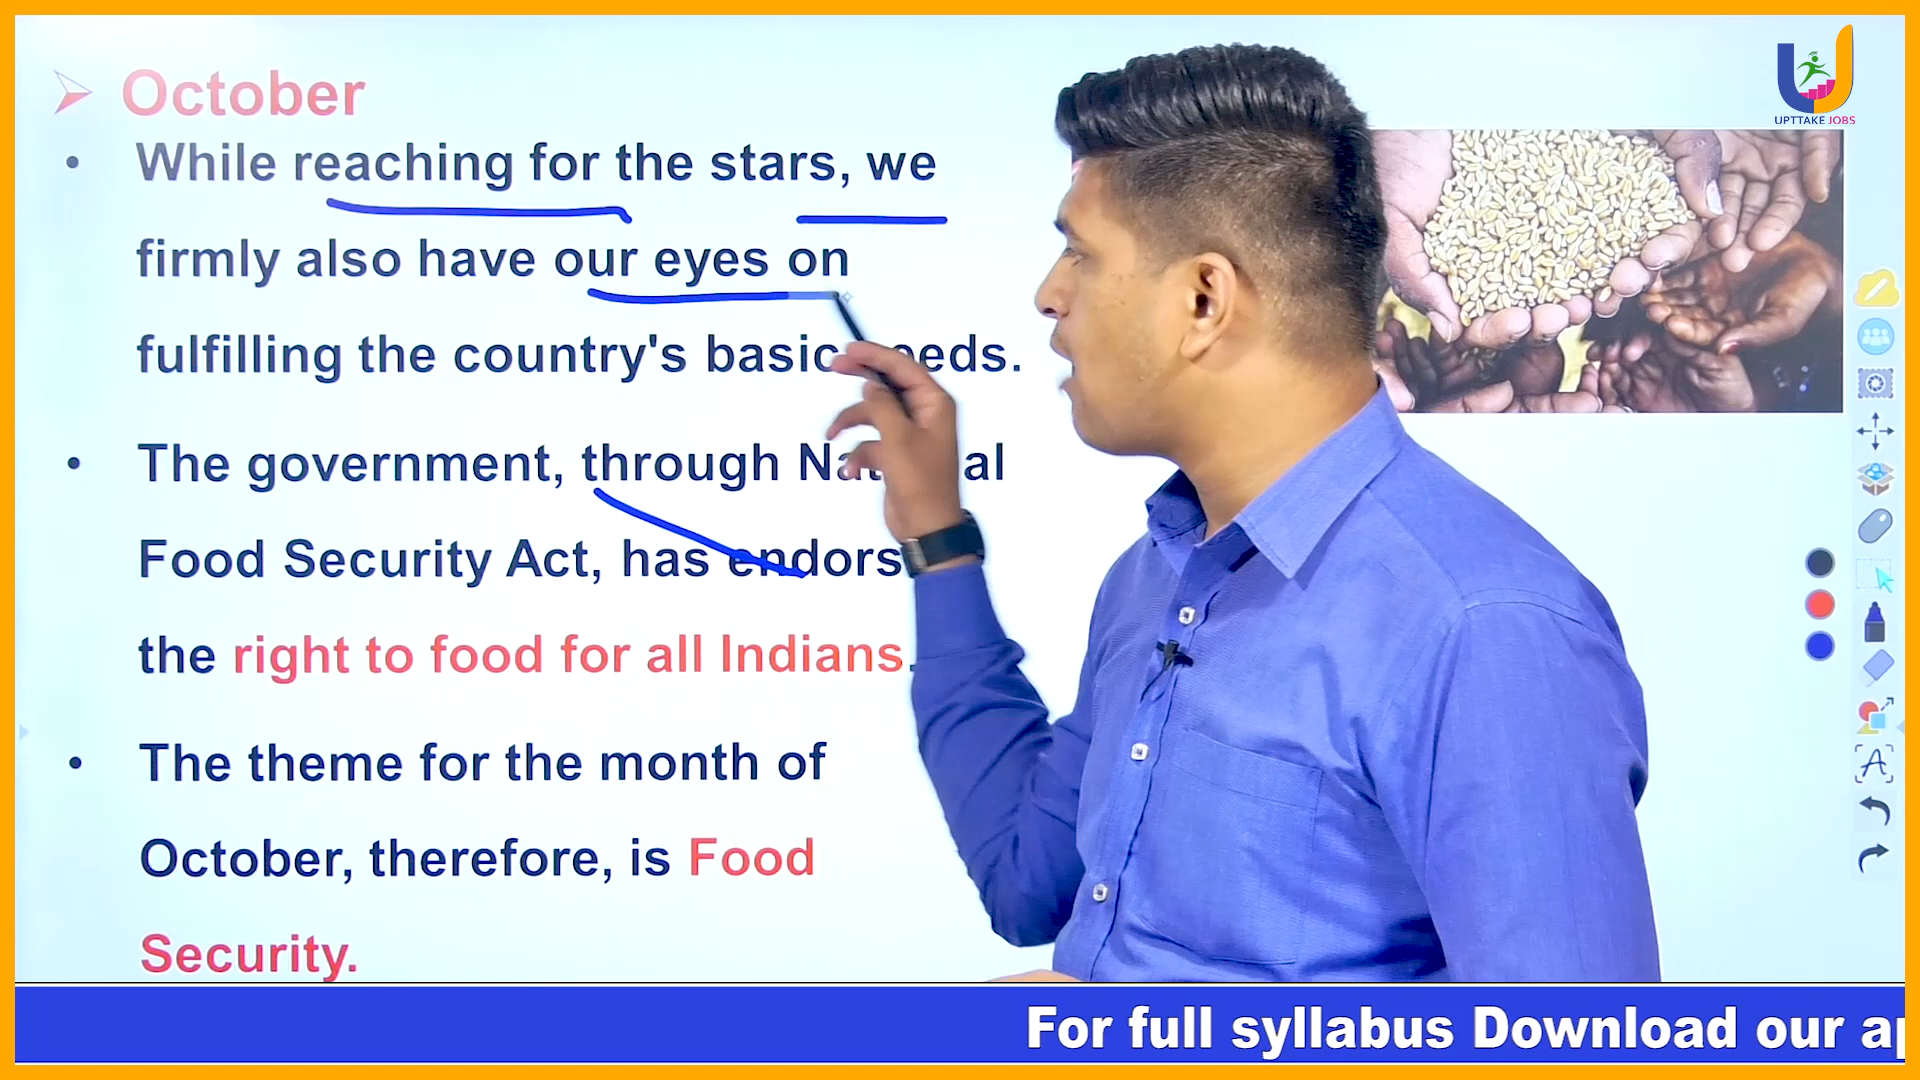 October
While reaching for the stars, we
firmly also have our eyes on
fulfilling the country's basic needs.
The government, through National
Food Security Act, has endors
the right to food for all Indians.
The theme for the month of
October, therefore, is Food
Security.
UPTTAKE JOBS
For full syllabus Download our ap